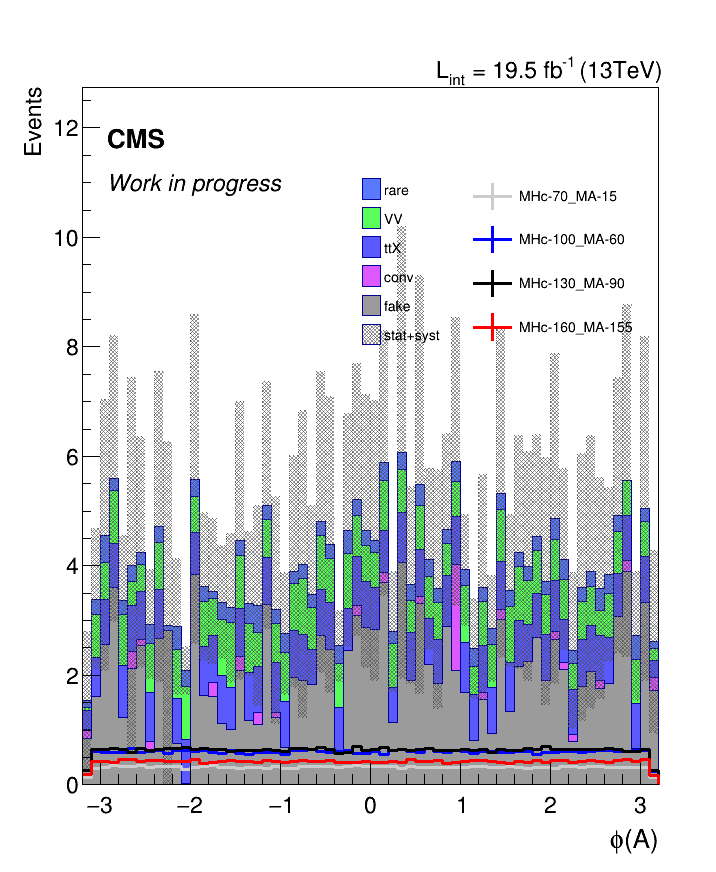 L_int = 19.5 fb^-1 (13TeV)
Events
CMS
Work in progress
rare
VV
ttX
conv
fake
stat+syst
MHc-70_MA-15
MHc-100_MA-60
MHc-130_MA-90
MHc-160_MA-155
12
10
8
6
4
2
0
−3 −2 −1 0 1 2 3
ϕ(A)